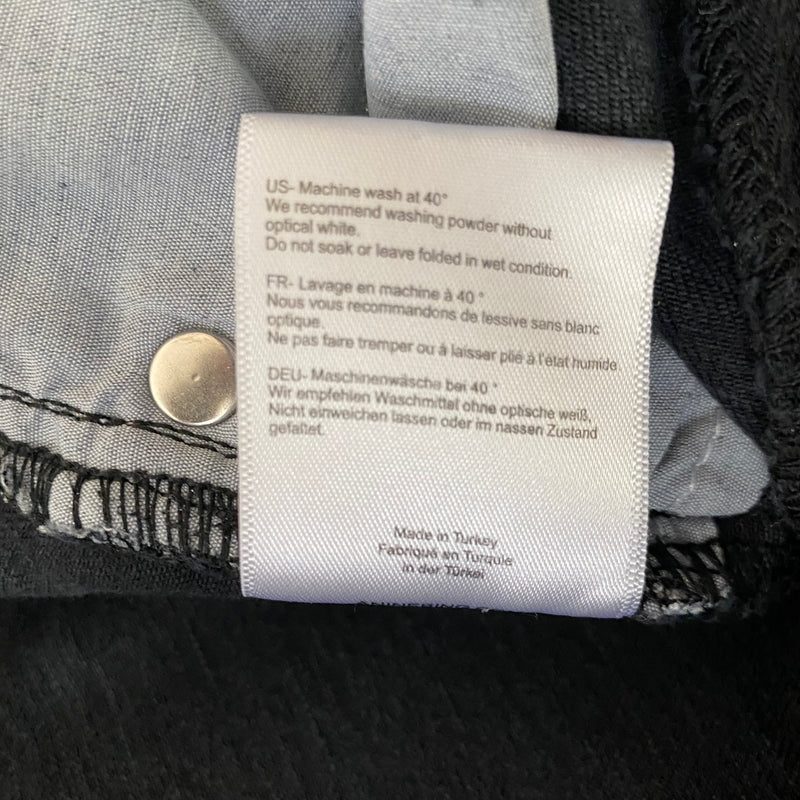 US- Machine wash at 40°
We recommend washing powder without
optical white.
Do not soak or leave folded in wet condition.
FR- Lavage en machine à 40 °
Nous vous recommandons de lessive sans blanc
optique.
Ne pas faire tremper ou à laisser plié à l'état humide.
DEU- Maschinenwäsche bei 40 °
Wir empfehlen Waschmittel ohne optische weiß,
Nicht einweichen lassen oder im nassen Zustand
gefaltet.
Made in Turkey
Fabriqué en Turquie
in der Türkei